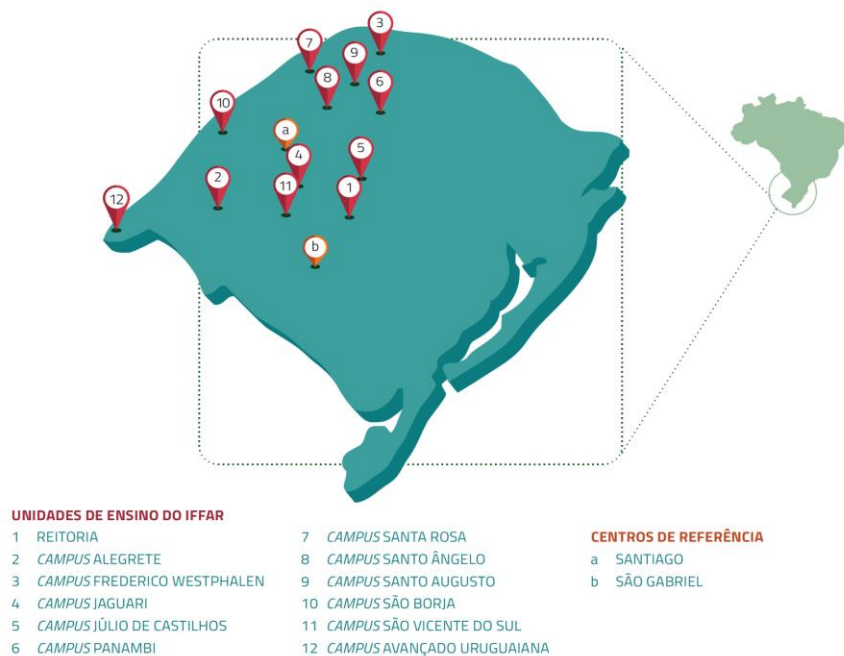 3
7
9
8
6
10
a
4
5
2
11
1
12
b
UNIDADES DE ENSINO DO IFFAR
1 REITORIA
2 CAMPUS ALEGRETE
3 CAMPUS FREDERICO WESTPHALEN
4 CAMPUS JAGUARI
5 CAMPUS JÚLIO DE CASTILHOS
6 CAMPUS PANAMBI
7 CAMPUS SANTA ROSA
8 CAMPUS SANTO ÂNGELO
9 CAMPUS SANTO AUGUSTO
10 CAMPUS SÃO BORJA
11 CAMPUS SÃO VICENTE DO SUL
12 CAMPUS AVANÇADO URUGUAIANA
CENTROS DE REFERÊNCIA
a SANTIAGO
b SÃO GABRIEL